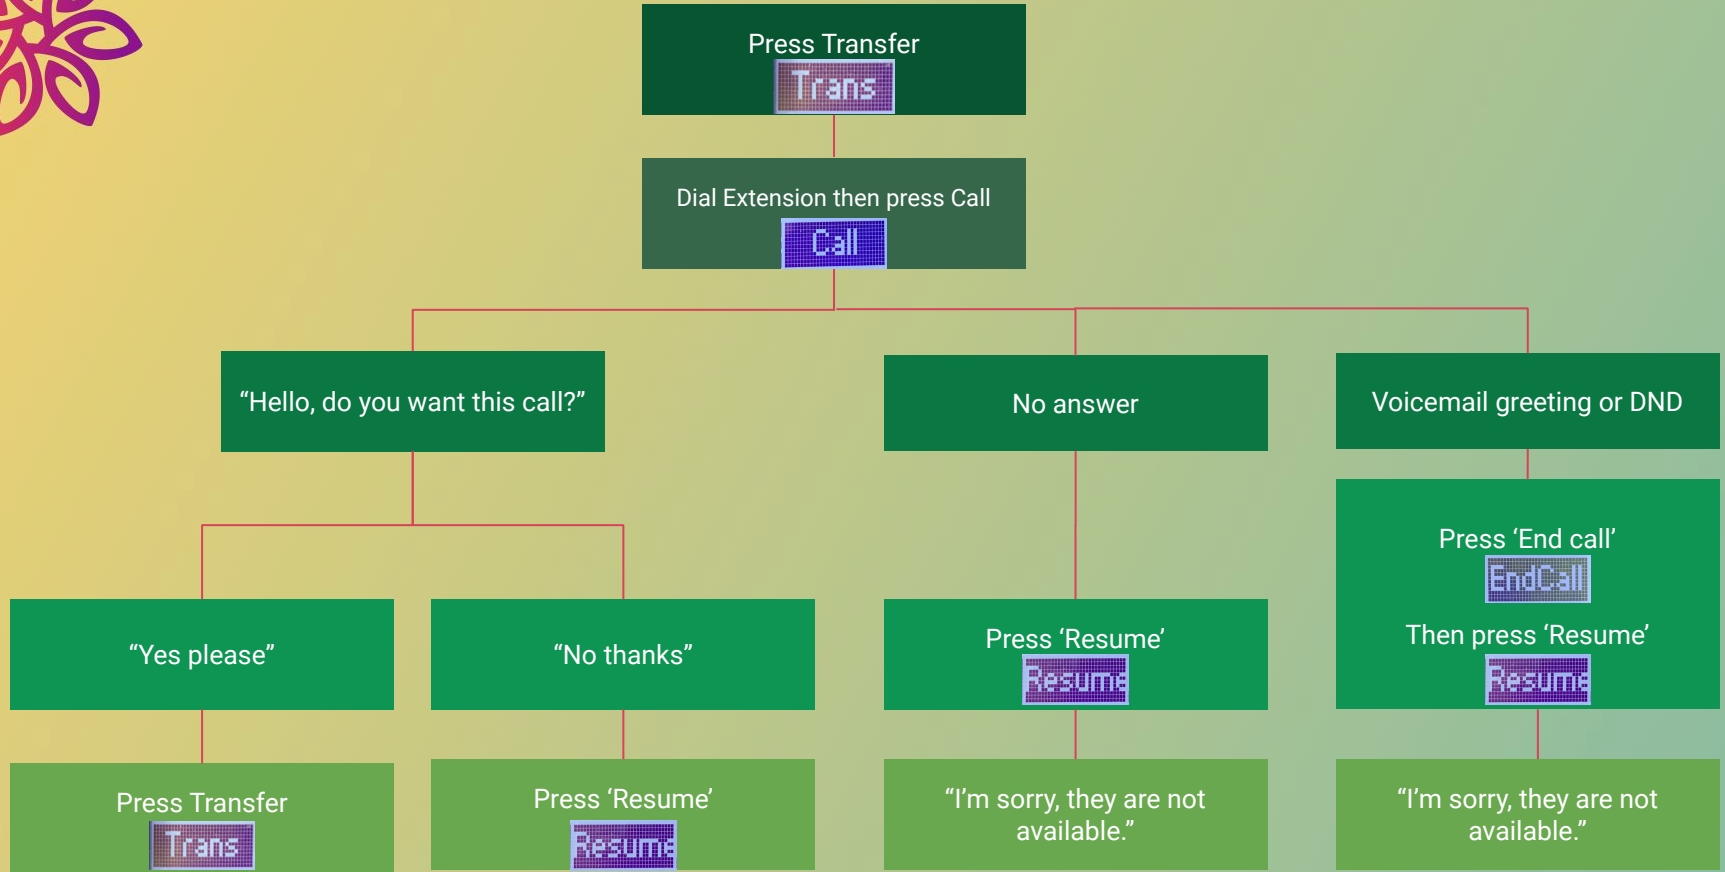 Press Transfer
Trans
Dial Extension then press Call
Call
“Hello, do you want this call?”
No answer
Voicemail greeting or DND
“Yes please”
“No thanks”
Press ‘Resume’
Resume
Press ‘End call’
EndCall
Then press ‘Resume’
Resume
Press Transfer
Trans
Press ‘Resume’
Resume
“I’m sorry, they are not
available.”
“I’m sorry, they are not
available.”